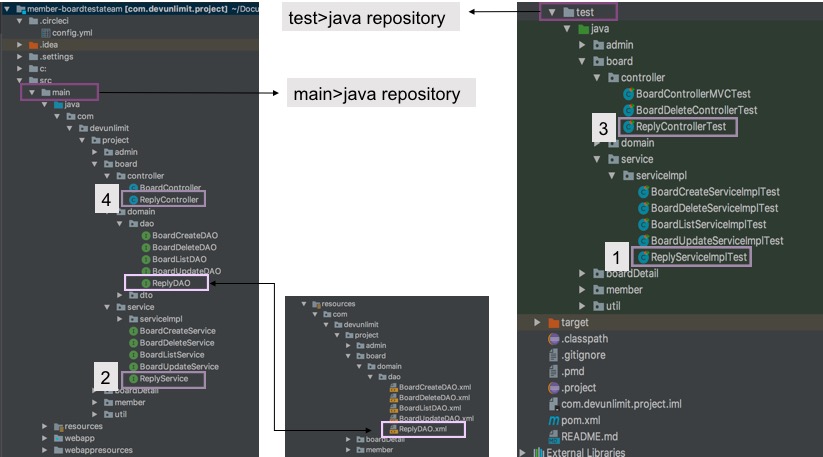 member-boardtestateam [com.devunlimit.project] ~/Docu
.circleci
config.yml
.idea
.settings
c:
src
main
java
com
devunlimit
project
admin
board
controller
BoardController
4
ReplyController
domain
dao
BoardCreateDAO
BoardDeleteDAO
BoardListDAO
BoardUpdateDAO
ReplyDAO
dto
service
serviceImpl
BoardCreateService
BoardDeleteService
BoardListService
BoardUpdateService
2
ReplyService
boardDetail
member
util
resources
webapp
webappresources
test>java repository
main>java repository
resources
com
devunlimit
project
admin
board
domain
dao
BoardCreateDAO.xml
BoardDeleteDAO.xml
BoardListDAO.xml
BoardUpdateDAO.xml
ReplyDAO.xml
boardDetail
member
test
java
admin
board
controller
BoardControllerMVCTest
BoardDeleteControllerTest
3
ReplyControllerTest
domain
service
serviceImpl
BoardCreateServiceImplTest
BoardDeleteServiceImplTest
BoardListServiceImplTest
BoardUpdateServiceImplTest
1
ReplyServiceImplTest
boardDetail
member
util
target
.classpath
.gitignore
.pmd
.project
com.devunlimit.project.iml
pom.xml
README.md
External Libraries